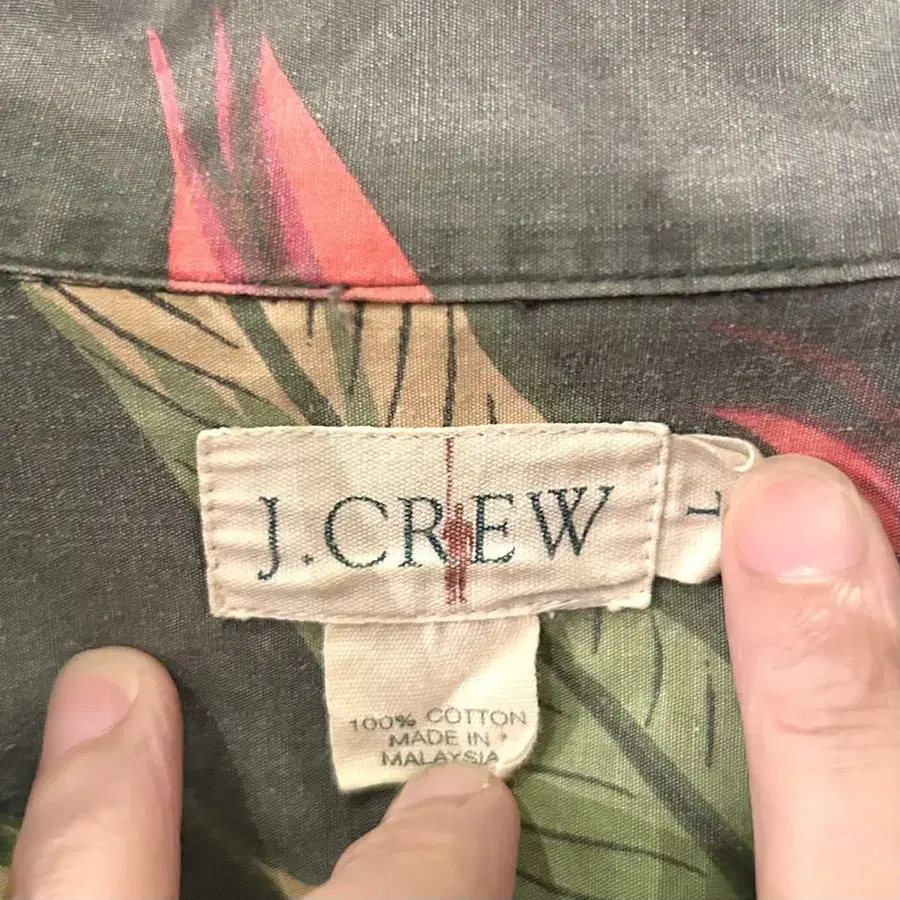 J.CREW
L
100% COTTON
MADE IN
MALAYSIA